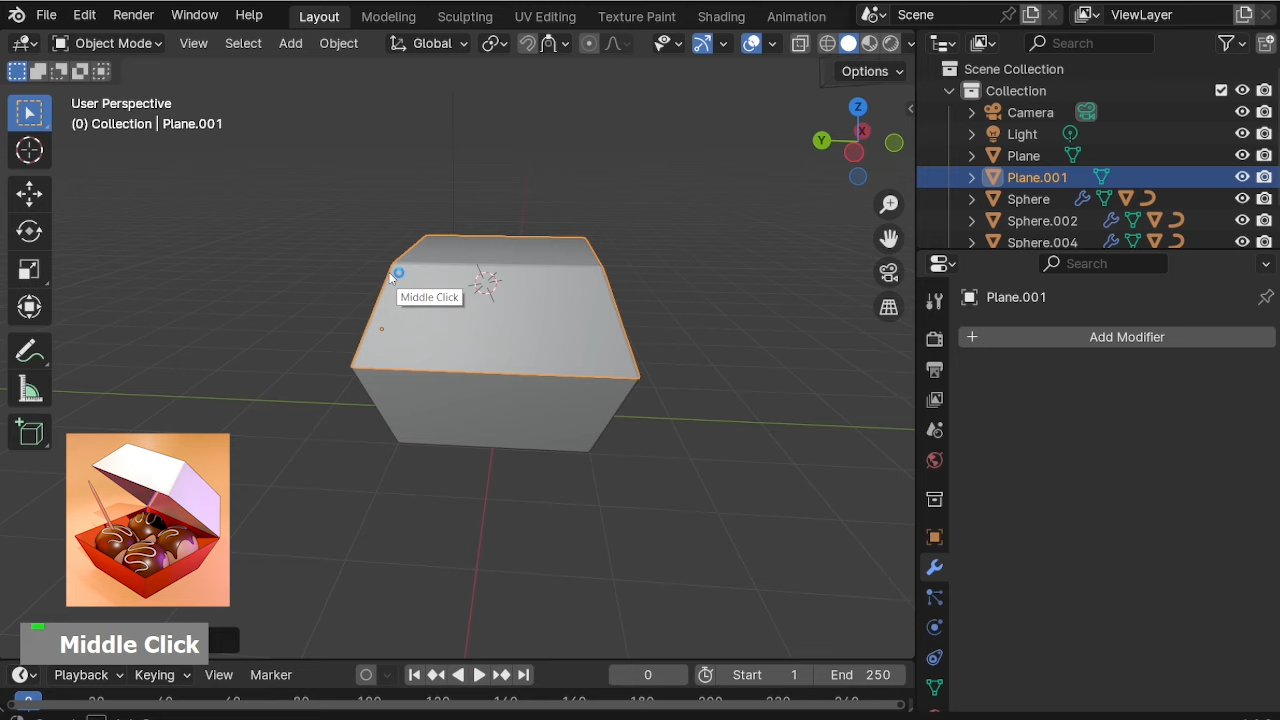 File Edit Render Window Help Layout Modeling Sculpting UV Editing Texture Paint Shading Animation Scene ViewLayer
Object Mode View Select Add Object Global Search
Options
User Perspective
(0) Collection | Plane.001
Z
X
Y
Scene Collection
Collection
Camera
Light
Plane
Plane.001
Sphere
Sphere.002
Sphere.004
Search
Plane.001
Add Modifier
Middle Click
Middle Click
Playback Keying View Marker 0 Start 1 End 250
0